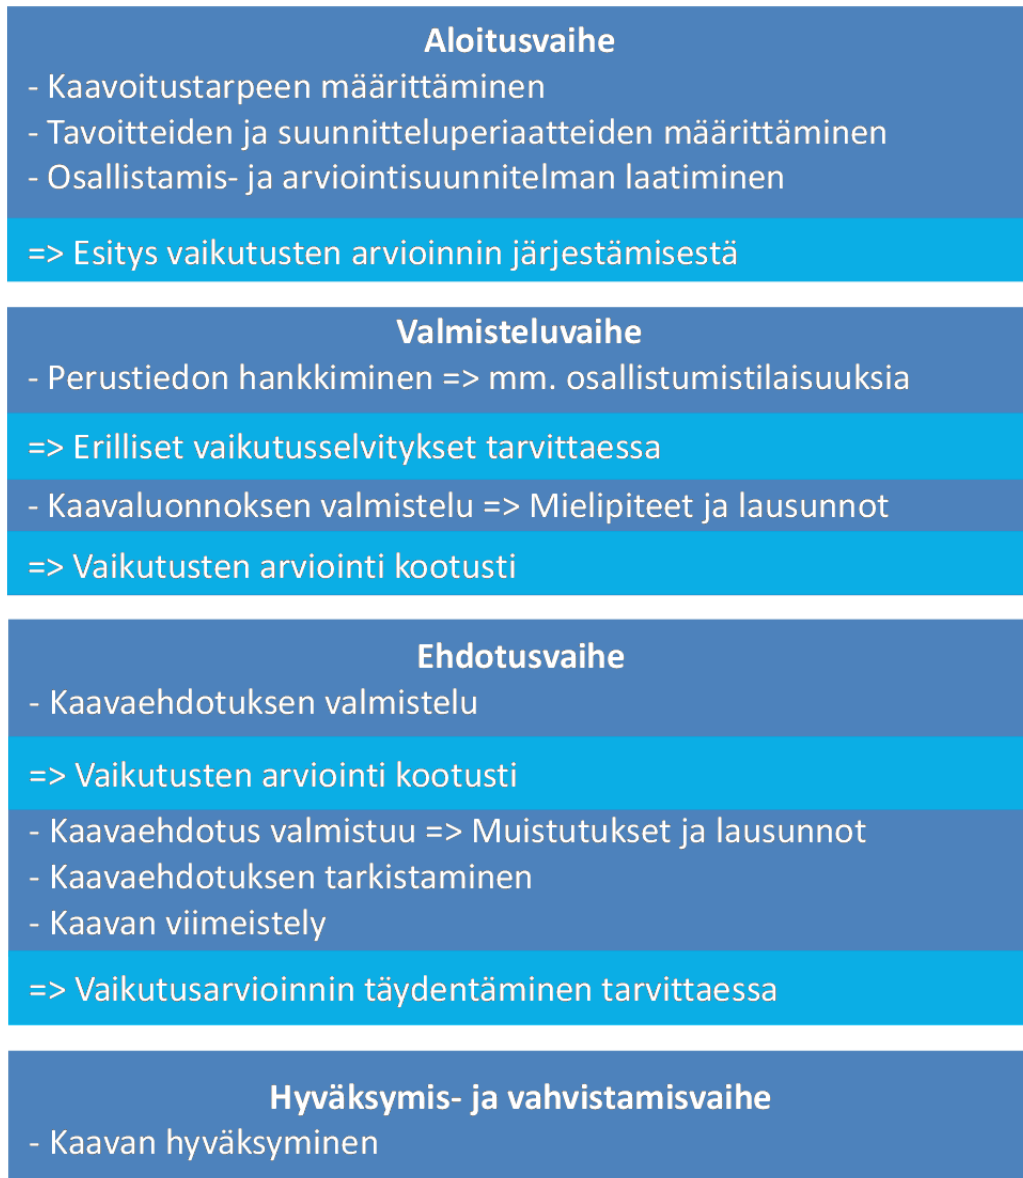 Aloitusvaihe
- Kaavoitustarpeen määrittäminen
- Tavoitteiden ja suunnitteluperiaatteiden määrittäminen
- Osallistamis- ja arviointisuunnitelman laatiminen
=> Esitys vaikutusten arvioinnin järjestämisestä
Valmisteluvaihe
- Perustiedon hankkiminen => mm. osallistumistilaisuuksia
=> Erilliset vaikutusselvitykset tarvittaessa
- Kaavaluonnoksen valmistelu => Mielipiteet ja lausunnot
=> Vaikutusten arviointi kootusti
Ehdotusvaihe
- Kaavaehdotuksen valmistelu
=> Vaikutusten arviointi kootusti
- Kaavaehdotus valmistuu => Muistutukset ja lausunnot
- Kaavaehdotuksen tarkistaminen
- Kaavan viimeistely
=> Vaikutusarvioinnin täydentäminen tarvittaessa
Hyväksymis- ja vahvistamisvaihe
- Kaavan hyväksyminen